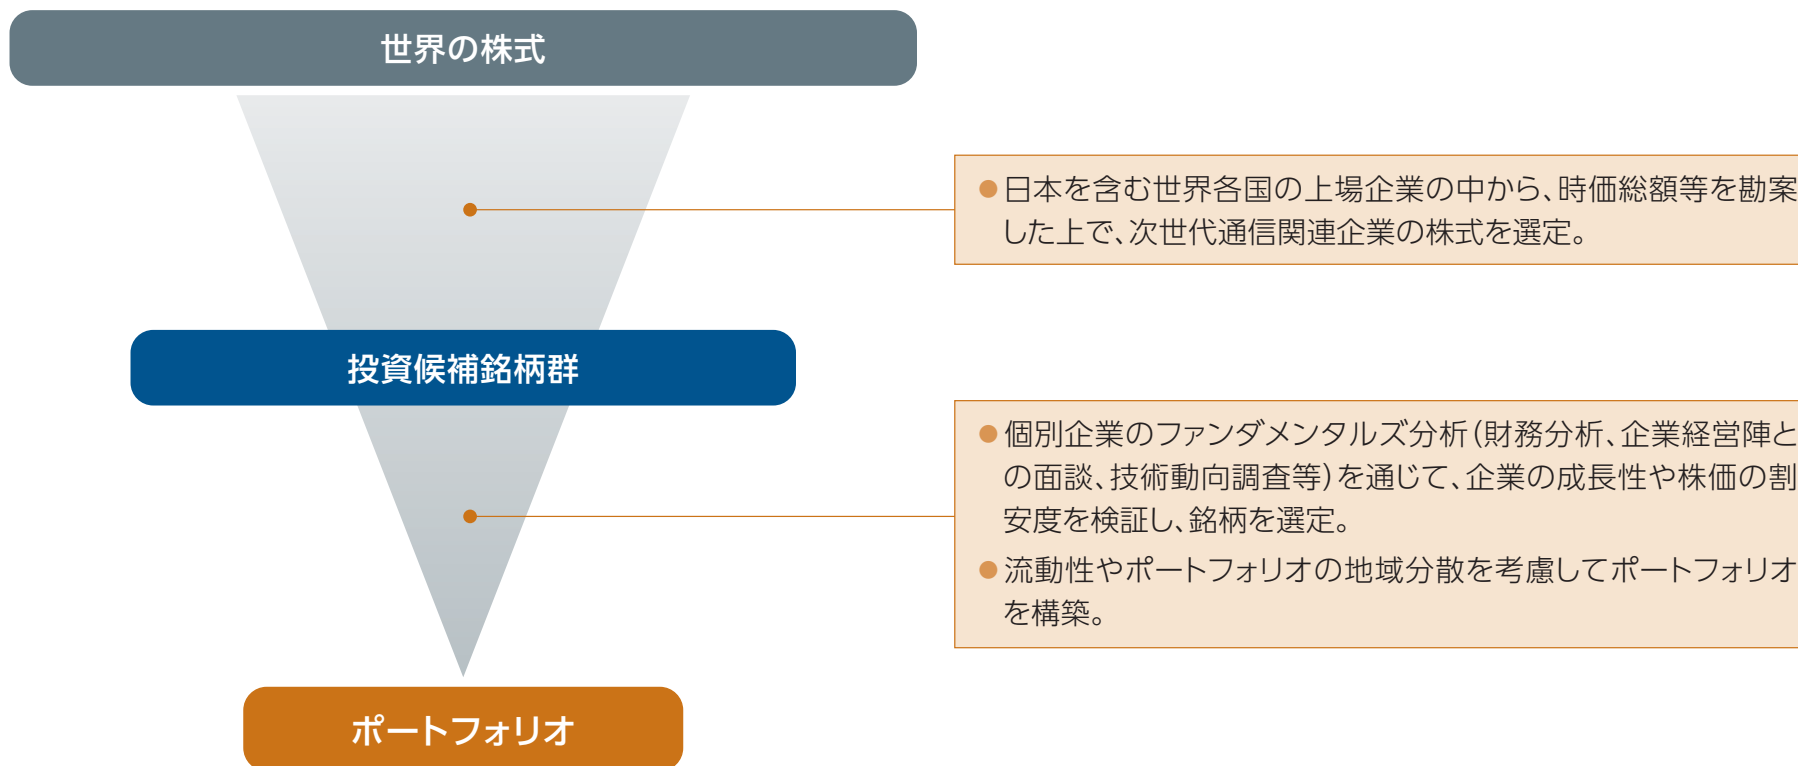 世界の株式
●日本を含む世界各国の上場企業の中から、時価総額等を勘案
した上で、次世代通信関連企業の株式を選定。
投資候補銘柄群
●個別企業のファンダメンタルズ分析(財務分析、企業経営陣と
の面談、技術動向調査等)を通じて、企業の成長性や株価の割
安度を検証し、銘柄を選定。
●流動性やポートフォリオの地域分散を考慮してポートフォリオ
を構築。
ポートフォリオ